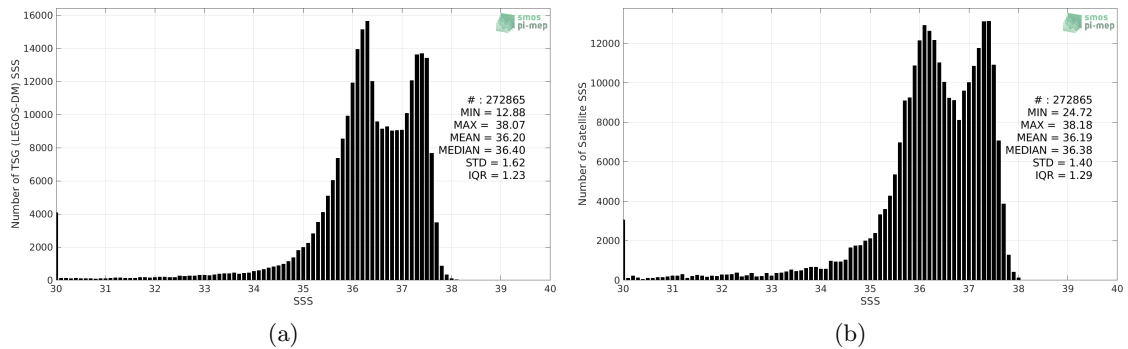 smos
pi-mep
16000
14000
12000
10000
8000
6000
4000
2000
0
Number of TSG (LEGOS-DM) SSS
# : 272865
MIN = 12.88
MAX = 38.07
MEAN = 36.20
MEDIAN = 36.40
STD = 1.62
IQR = 1.23
30 31 32 33 34 35 36 37 38 39 40
SSS
(a)
smos
pi-mep
12000
10000
8000
6000
4000
2000
0
Number of Satellite SSS
# : 272865
MIN = 24.72
MAX = 38.18
MEAN = 36.19
MEDIAN = 36.38
STD = 1.40
IQR = 1.29
30 31 32 33 34 35 36 37 38 39 40
SSS
(b)